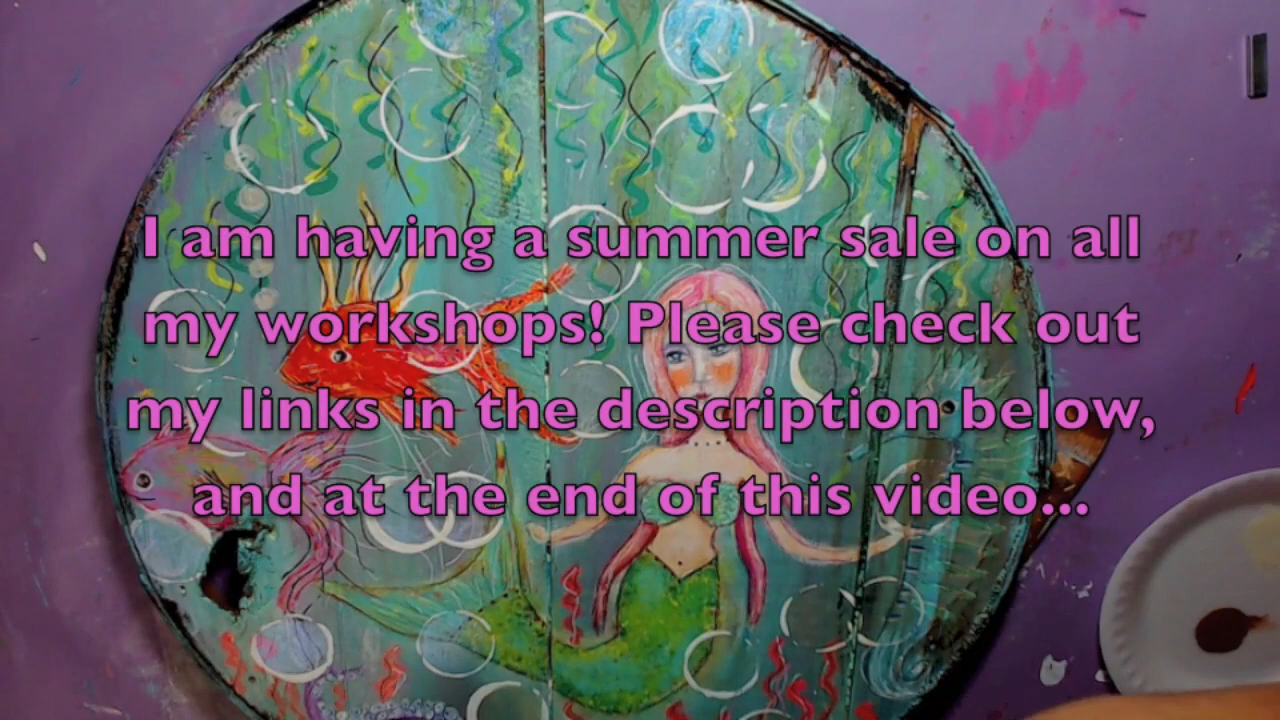 I am having a summer sale on all
my workshops! Please check out
my links in the description below,
and at the end of this video...